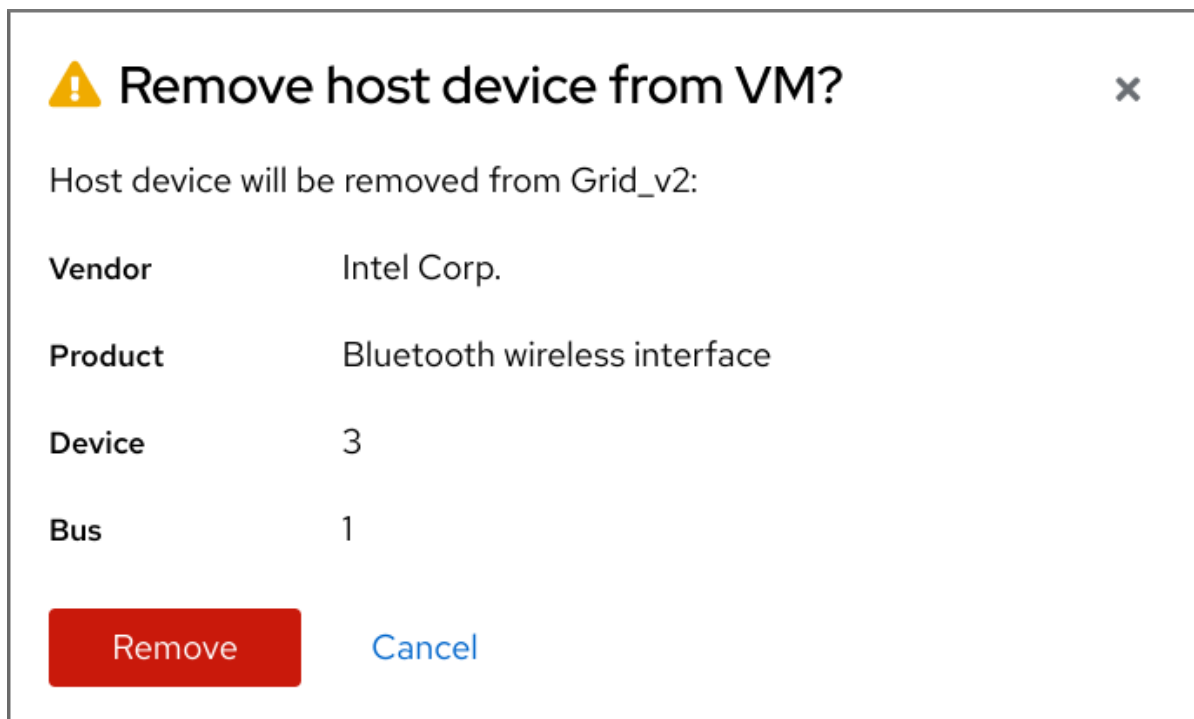 Remove host device from VM?
Host device will be removed from Grid_v2:
Vendor Intel Corp.
Product Bluetooth wireless interface
Device 3
Bus 1
Remove Cancel